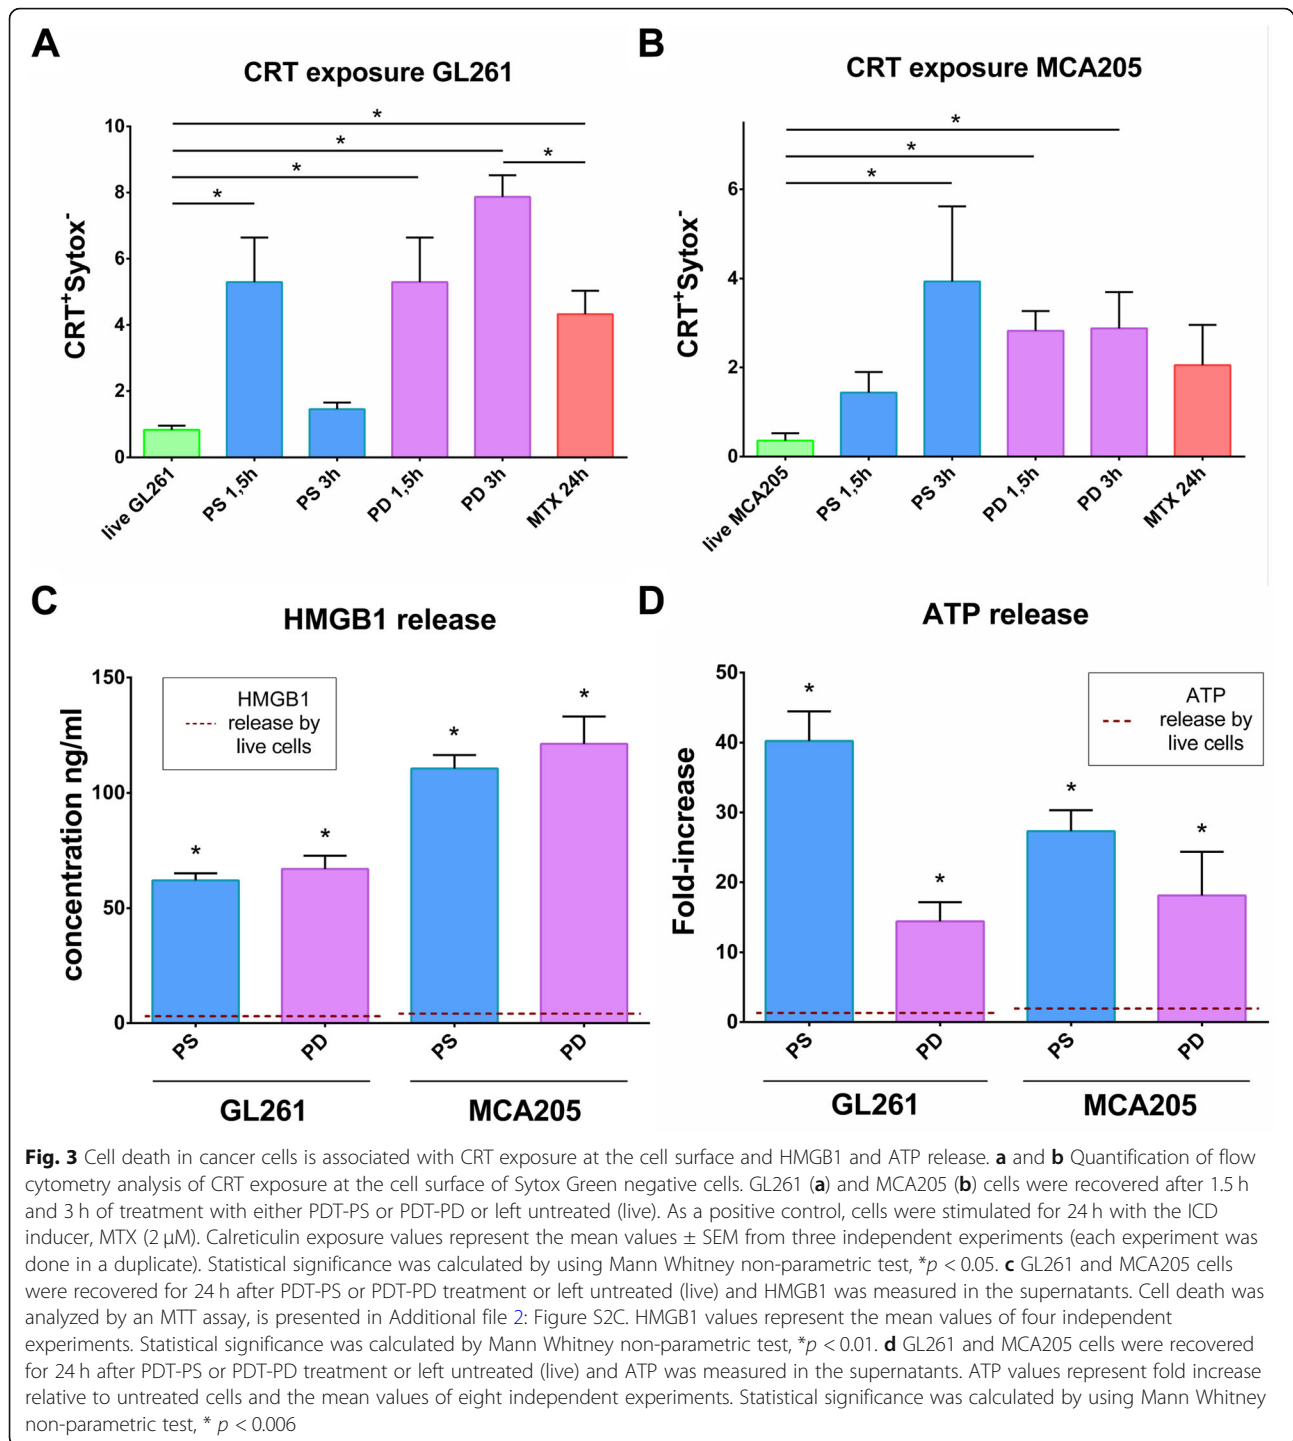 A
CRT exposure GL261
CRT⁺Sytox⁻
10
8
6
4
2
0
*
*
*
*
*
live GL261
PS 1,5h
PS 3h
PD 1,5h
PD 3h
MTX 24h
B
CRT exposure MCA205
CRT⁺Sytox⁻
6
4
2
0
*
*
*
live MCA205
PS 1,5h
PS 3h
PD 1,5h
PD 3h
MTX 24h
C
HMGB1 release
concentration ng/ml
150
100
50
0
HMGB1
release by
live cells
*
*
*
*
PS
PD
PS
PD
GL261
MCA205
D
ATP release
Fold-increase
50
40
30
20
10
0
ATP
release by
live cells
*
*
*
*
PS
PD
PS
PD
GL261
MCA205
Fig. 3 Cell death in cancer cells is associated with CRT exposure at the cell surface and HMGB1 and ATP release. a and b Quantification of flow
cytometry analysis of CRT exposure at the cell surface of Sytox Green negative cells. GL261 (a) and MCA205 (b) cells were recovered after 1.5 h
and 3 h of treatment with either PDT-PS or PDT-PD or left untreated (live). As a positive control, cells were stimulated for 24 h with the ICD
inducer, MTX (2 μM). Calreticulin exposure values represent the mean values ± SEM from three independent experiments (each experiment was
done in a duplicate). Statistical significance was calculated by using Mann Whitney non-parametric test, *p < 0.05. c GL261 and MCA205 cells
were recovered for 24 h after PDT-PS or PDT-PD treatment or left untreated (live) and HMGB1 was measured in the supernatants. Cell death was
analyzed by an MTT assay, is presented in Additional file 2: Figure S2C. HMGB1 values represent the mean values of four independent
experiments. Statistical significance was calculated by Mann Whitney non-parametric test, *p < 0.01. d GL261 and MCA205 cells were recovered
for 24 h after PDT-PS or PDT-PD treatment or left untreated (live) and ATP was measured in the supernatants. ATP values represent fold increase
relative to untreated cells and the mean values of eight independent experiments. Statistical significance was calculated by using Mann Whitney
non-parametric test, * p < 0.006